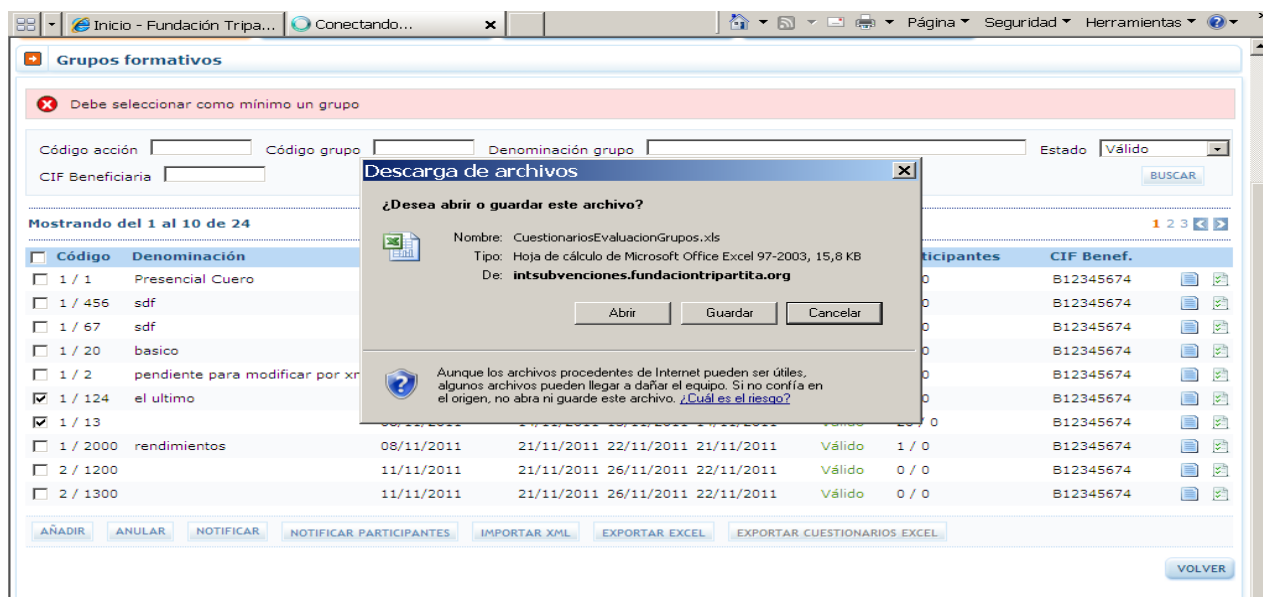 Inicio - Fundación Tripa... Conectando... Página Seguridad Herramientas
Grupos formativos
Debe seleccionar como mínimo un grupo
Código acción Código grupo Denominación grupo Estado Válido
CIF Beneficiaria BUSCAR
Mostrando del 1 al 10 de 24 1 2 3
Descarga de archivos
¿Desea abrir o guardar este archivo?
Nombre: CuestionariosEvaluacionGrupos.xls
Tipo: Hoja de cálculo de Microsoft Office Excel 97-2003, 15,8 KB
De: intsubvenciones.fundaciontripartita.org
Abrir Guardar Cancelar
Aunque los archivos procedentes de Internet pueden ser útiles,
algunos archivos pueden llegar a dañar el equipo. Si no confía en
el origen, no abra ni guarde este archivo. ¿Cuál es el riesgo?
Código Denominación ticipantes CIF Benef.
1 / 1 Presencial Cuero 0 B12345674
1 / 456 sdf 0 B12345674
1 / 67 sdf 0 B12345674
1 / 20 basico 0 B12345674
1 / 2 pendiente para modificar por 0 B12345674
1 / 124 el ultimo 0 B12345674
1 / 13 / 0 B12345674
1 / 2000 rendimientos 08/11/2011 21/11/2011 22/11/2011 21/11/2011 Válido 1 / 0 B12345674
2 / 1200 11/11/2011 21/11/2011 26/11/2011 22/11/2011 Válido 0 / 0 B12345674
2 / 1300 11/11/2011 21/11/2011 26/11/2011 22/11/2011 Válido 0 / 0 B12345674
AÑADIR ANULAR NOTIFICAR NOTIFICAR PARTICIPANTES IMPORTAR XML EXPORTAR EXCEL EXPORTAR CUESTIONARIOS EXCEL
VOLVER